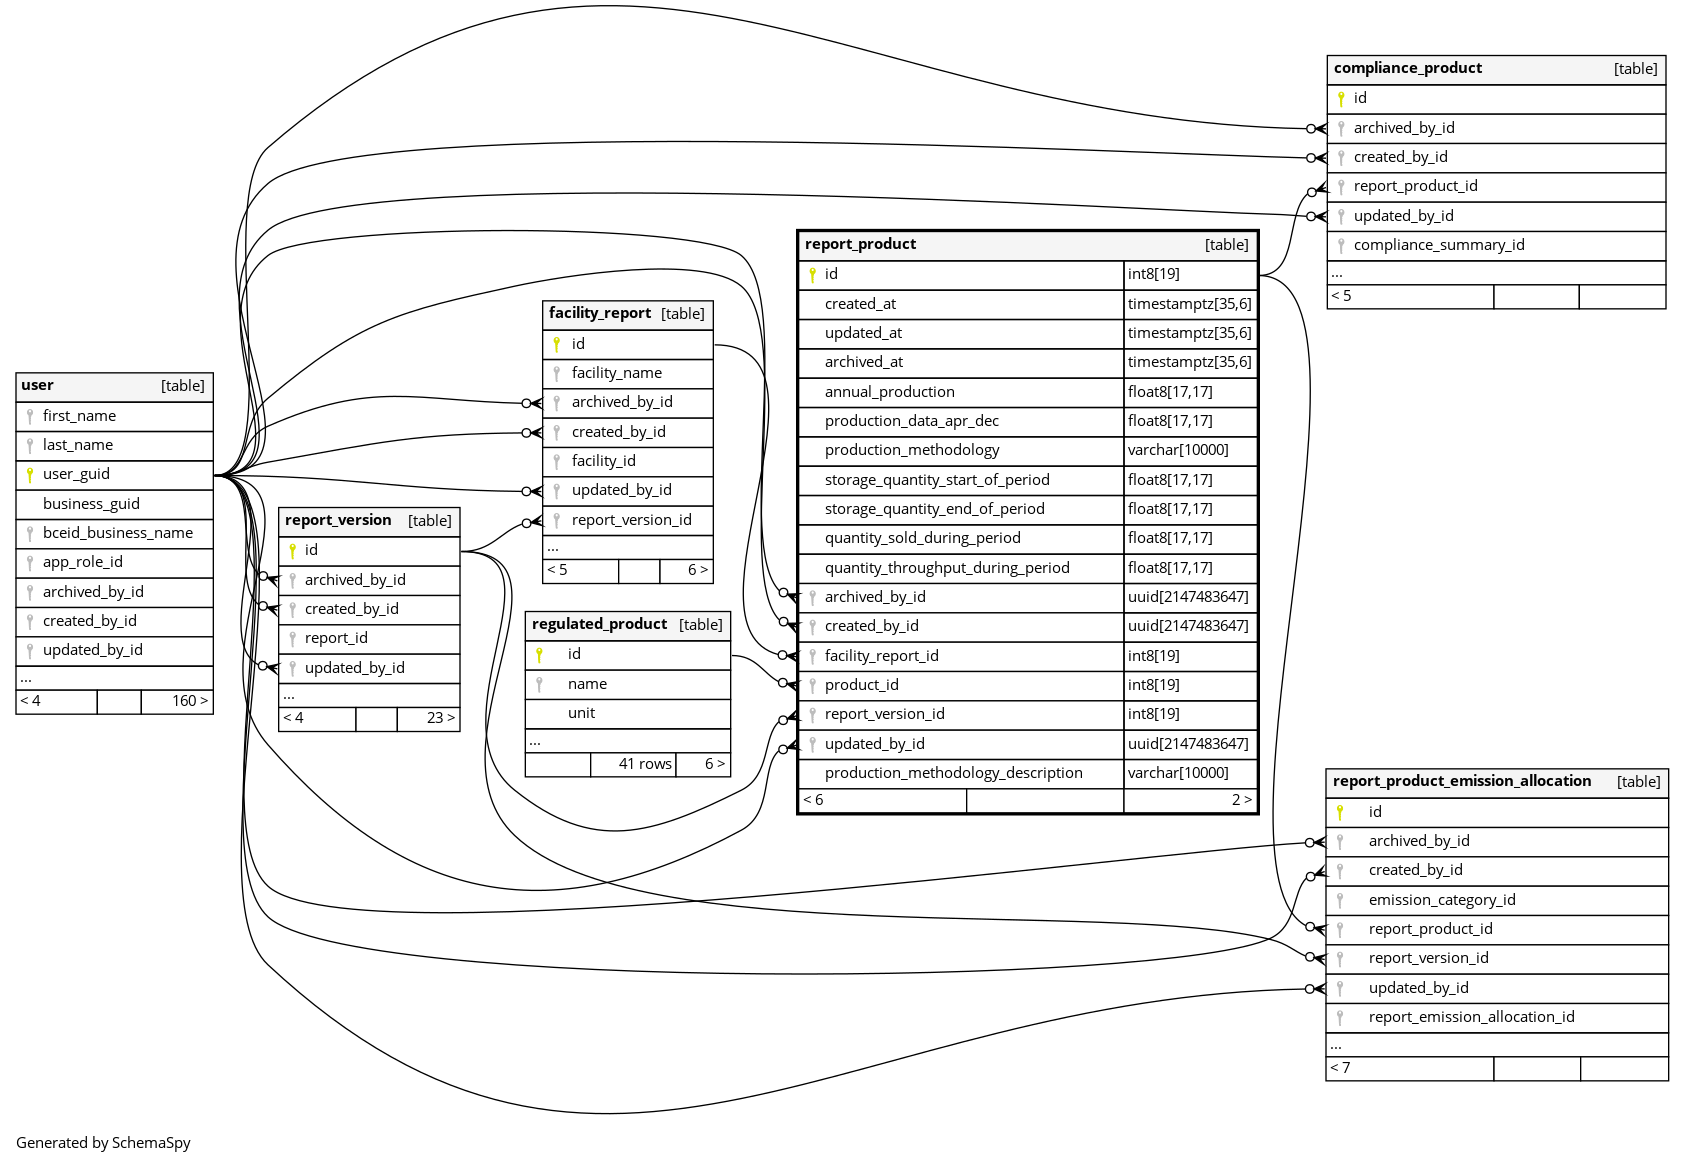 user [table]
first_name
last_name
user_guid
business_guid
bceid_business_name
app_role_id
archived_by_id
created_by_id
updated_by_id
...
< 4 160 >
report_version [table]
id
archived_by_id
created_by_id
report_id
updated_by_id
...
< 4 23 >
facility_report [table]
id
facility_name
archived_by_id
created_by_id
facility_id
updated_by_id
report_version_id
...
< 5 6 >
regulated_product [table]
id
name
unit
...
41 rows 6 >
report_product [table]
id int8[19]
created_at timestamptz[35,6]
updated_at timestamptz[35,6]
archived_at timestamptz[35,6]
annual_production float8[17,17]
production_data_apr_dec float8[17,17]
production_methodology varchar[10000]
storage_quantity_start_of_period float8[17,17]
storage_quantity_end_of_period float8[17,17]
quantity_sold_during_period float8[17,17]
quantity_throughput_during_period float8[17,17]
archived_by_id uuid[2147483647]
created_by_id uuid[2147483647]
facility_report_id int8[19]
product_id int8[19]
report_version_id int8[19]
updated_by_id uuid[2147483647]
production_methodology_description varchar[10000]
< 6 2 >
compliance_product [table]
id
archived_by_id
created_by_id
report_product_id
updated_by_id
compliance_summary_id
...
< 5
report_product_emission_allocation [table]
id
archived_by_id
created_by_id
emission_category_id
report_product_id
report_version_id
updated_by_id
report_emission_allocation_id
...
< 7
Generated by SchemaSpy